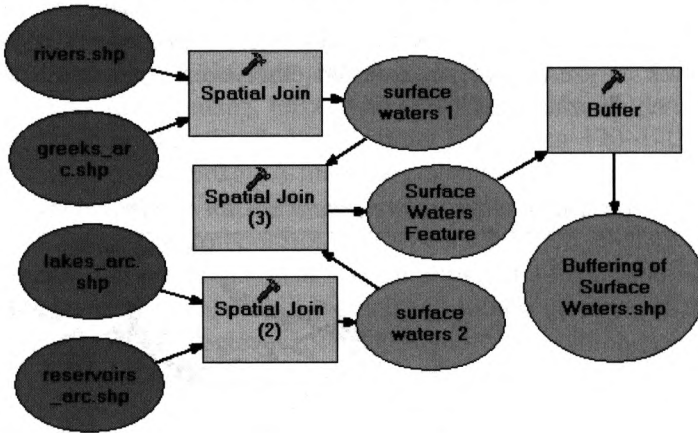 rivers.shp
Spatial Join
surface
waters 1
Buffer
greeks_ar
c.shp
Spatial Join
(3)
Surface
Waters
Feature
lakes_arc.
shp
Spatial Join
(2)
surface
waters 2
Buffering of
Surface
Waters.shp
reservoirs
_arc.shp